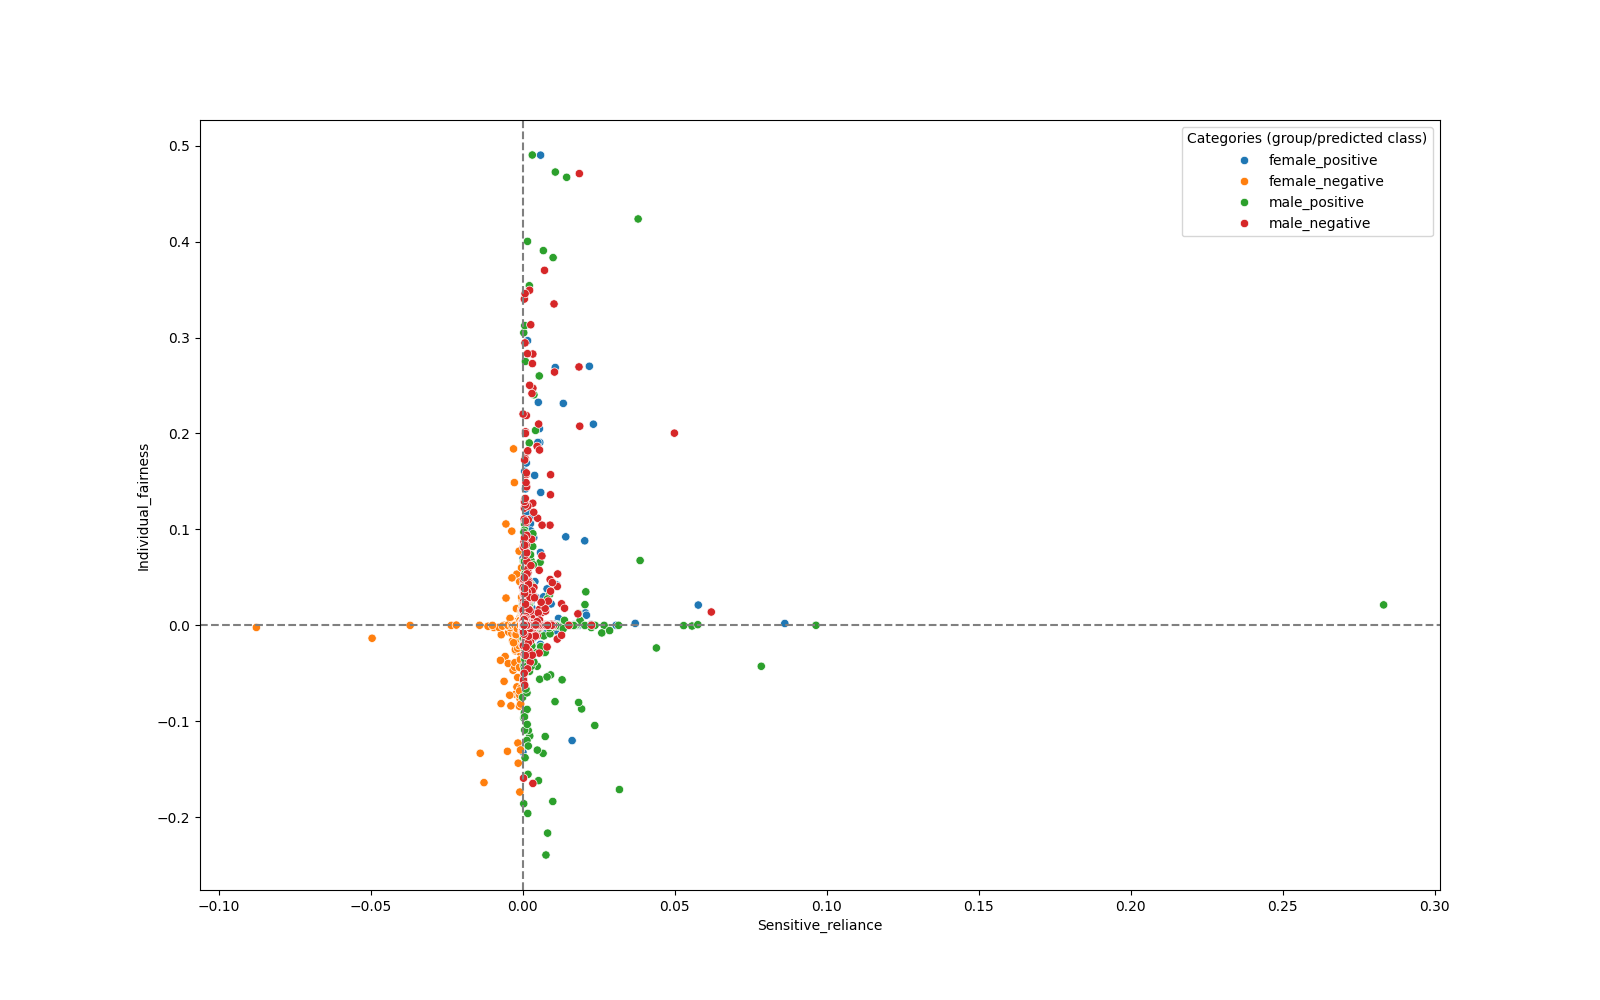 Categories (group/predicted class)
female_positive
female_negative
male_positive
male_negative
0.5
0.4
0.3
0.2
0.1
0.0
−0.1
−0.2
Individual_fairness
−0.10
−0.05
0.00
0.05
0.10
0.15
0.20
0.25
0.30
Sensitive_reliance